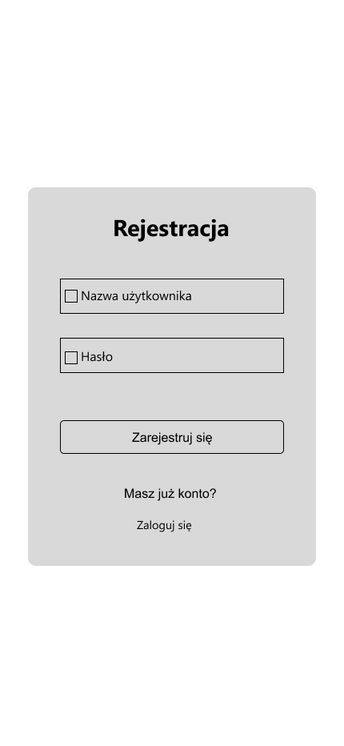 Rejestracja
Nazwa użytkownika
Hasło
Zarejestruj się
Masz już konto?
Zaloguj się